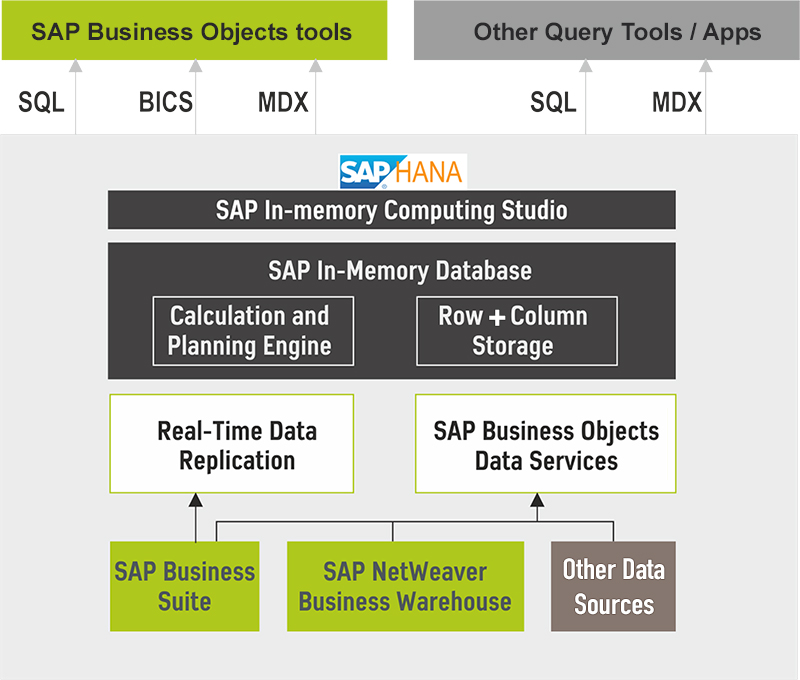 SAP Business Objects tools
Other Query Tools / Apps
SQL
BICS
MDX
SQL
MDX
SAP HANA
SAP In-memory Computing Studio
SAP In-Memory Database
Calculation and
Planning Engine
Row + Column
Storage
Real-Time Data
Replication
SAP Business Objects
Data Services
SAP Business
Suite
SAP NetWeaver
Business Warehouse
Other Data
Sources